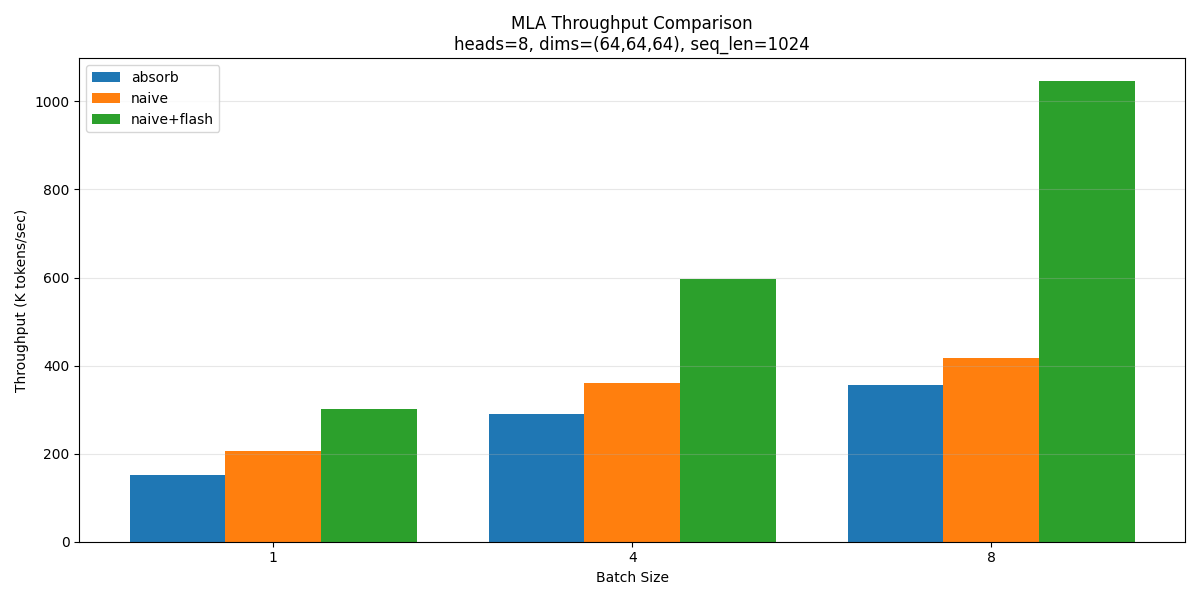 MLA Throughput Comparison
heads=8, dims=(64,64,64), seq_len=1024
absorb
naive
naive+flash
Throughput (K tokens/sec)
1000
800
600
400
200
0
1 4 8
Batch Size